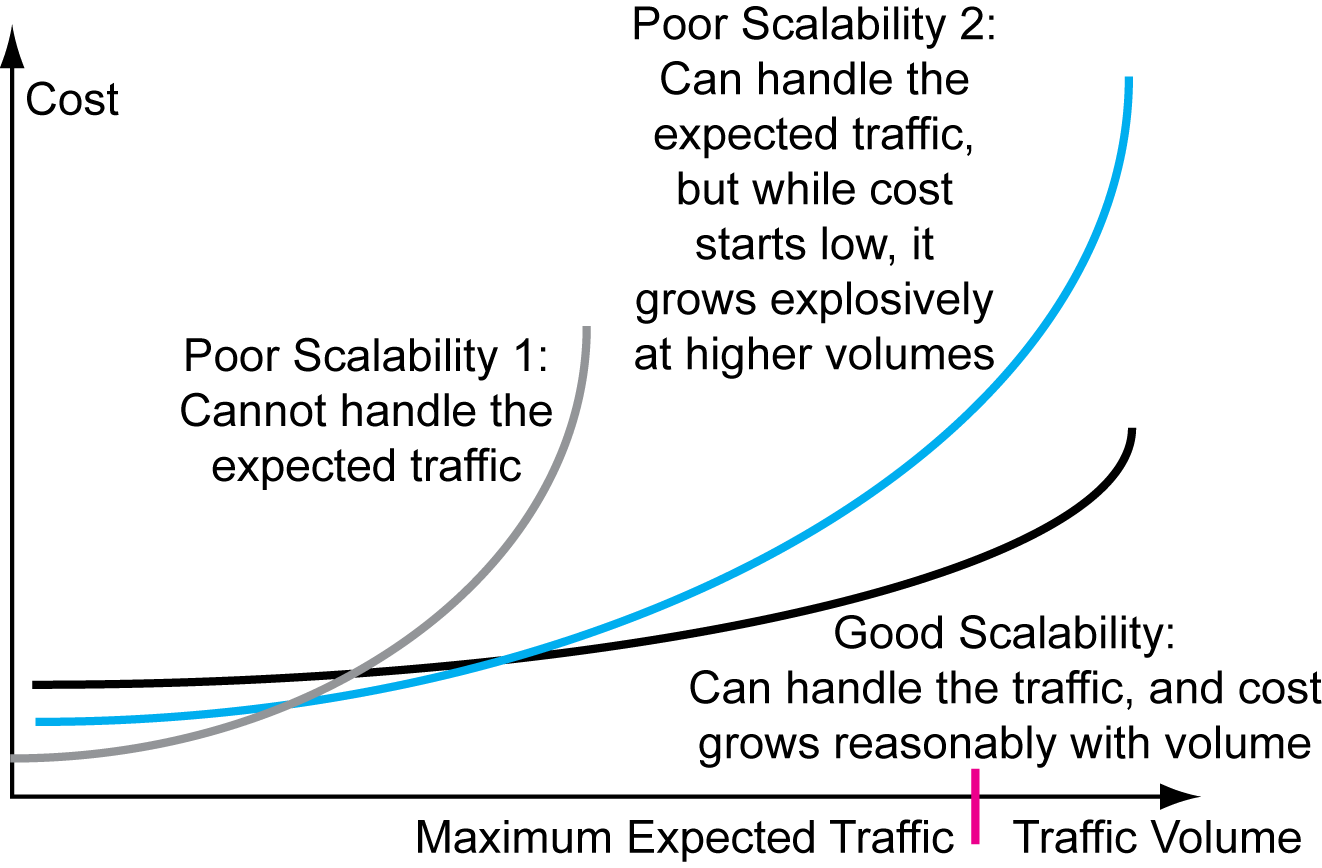 Cost
Poor Scalability 2:
Can handle the
expected traffic,
but while cost
starts low, it
grows explosively
at higher volumes
Poor Scalability 1:
Cannot handle the
expected traffic
Good Scalability:
Can handle the traffic, and cost
grows reasonably with volume
Maximum Expected Traffic
Traffic Volume